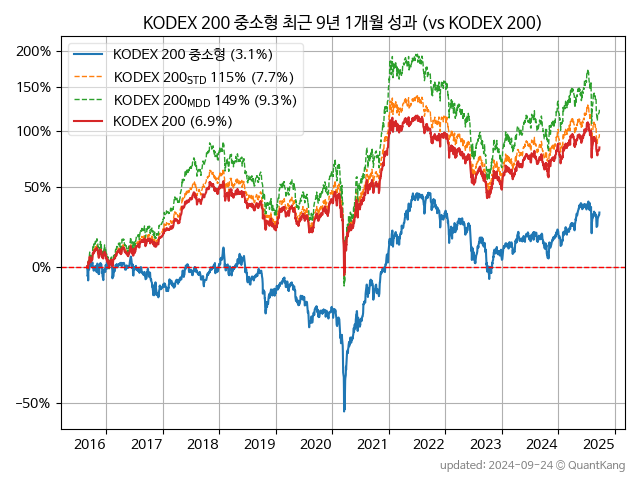 KODEX 200 중소형 최근 9년 1개월 성과 (vs KODEX 200)
200%
150%
100%
50%
0%
−50%
KODEX 200 중소형 (3.1%)
KODEX 200STD 115% (7.7%)
KODEX 200MDD 149% (9.3%)
KODEX 200 (6.9%)
2016 2017 2018 2019 2020 2021 2022 2023 2024 2025
updated: 2024-09-24 © QuantKang